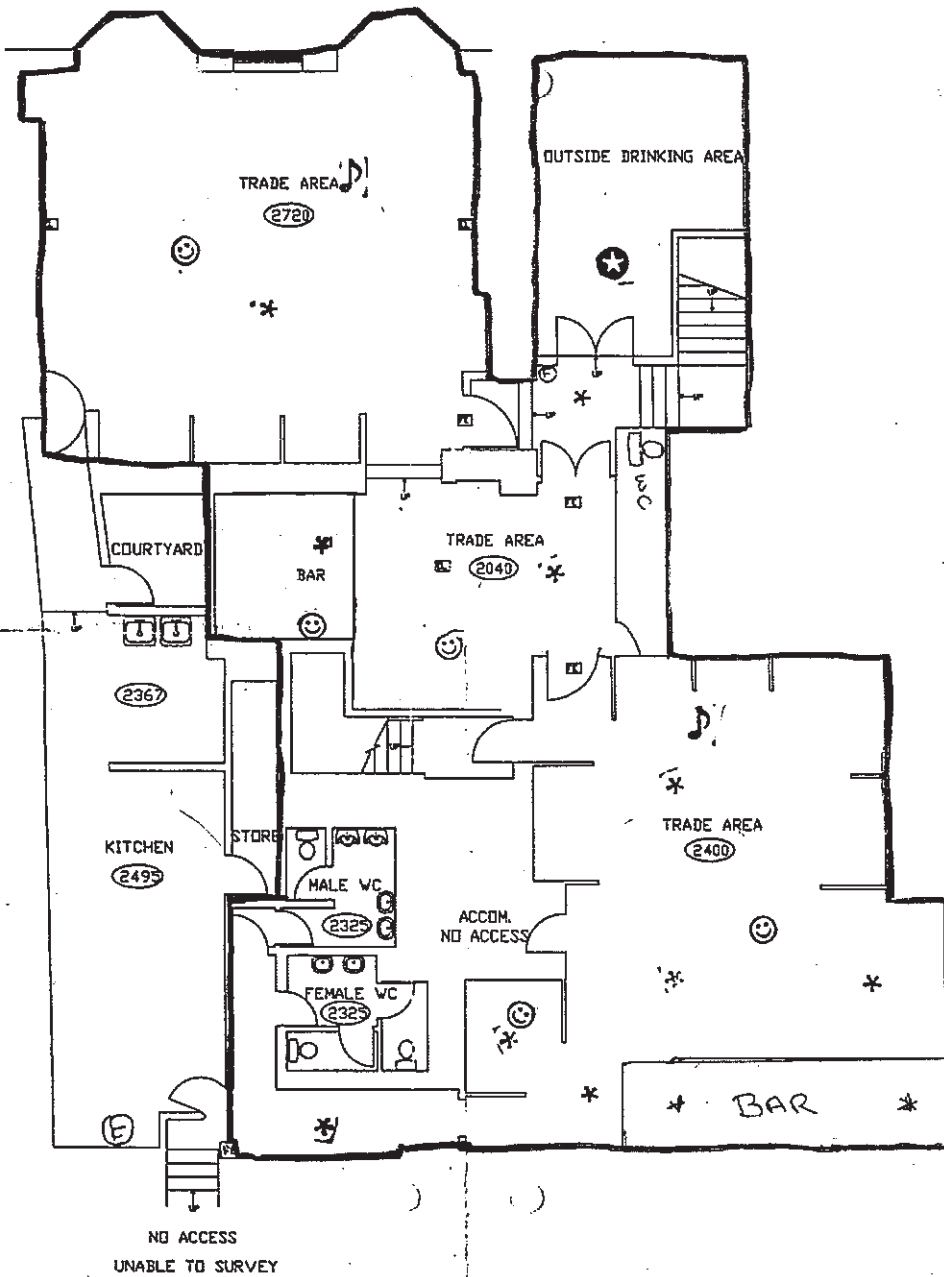 OUTSIDE DRINKING AREA
TRADE AREA
2720
COURTYARD
BAR
TRADE AREA
2040
WC
2367
STORE
KITCHEN
2495
MALE WC
2325
ACCOM.
NO ACCESS
TRADE AREA
2400
FEMALE WC
2325
BAR
E
NO ACCESS
UNABLE TO SURVEY